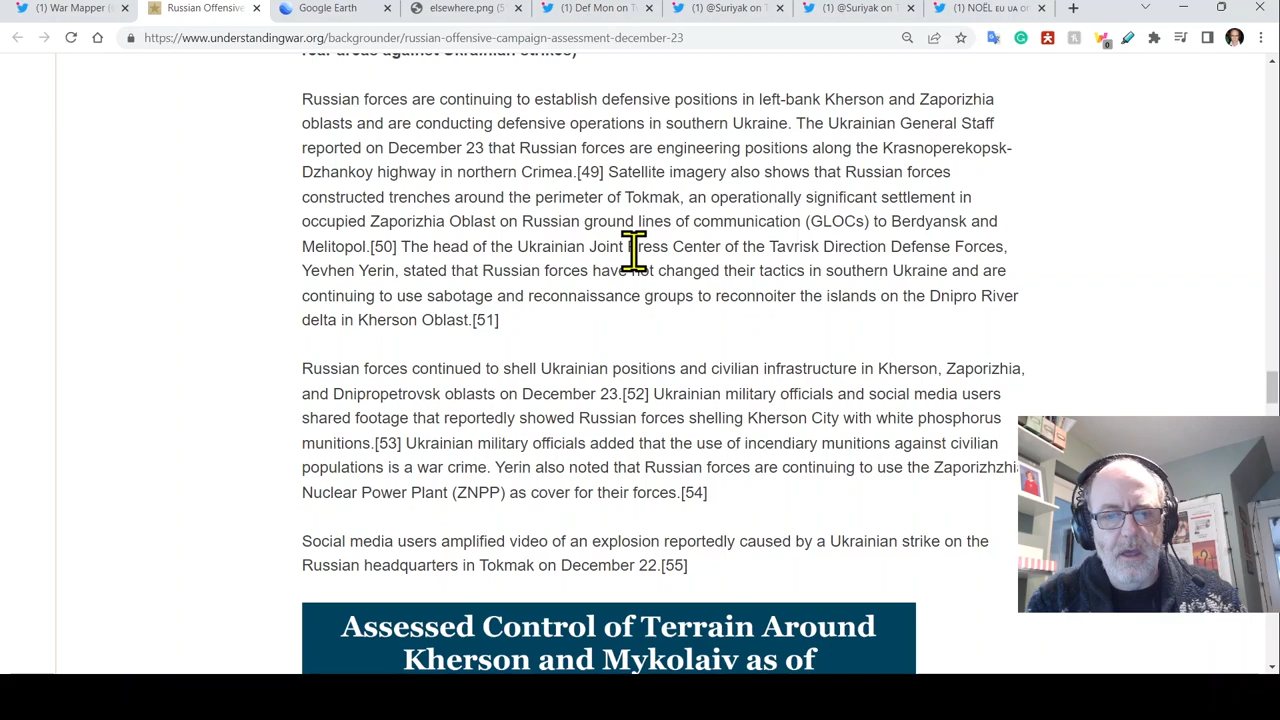 (1) War Mapper (
Russian Offensive
Google Earth
elsewhere.png (5
(1) Def Mon on Tw
(1) @Suriyak on T
(1) @Suriyak on T
(1) NOËL EU UA on
https://www.understandingwar.org/backgrounder/russian-offensive-campaign-assessment-december-23
0
rear areas against Ukrainian strikes)
Russian forces are continuing to establish defensive positions in left-bank Kherson and Zaporizhia
oblasts and are conducting defensive operations in southern Ukraine. The Ukrainian General Staff
reported on December 23 that Russian forces are engineering positions along the Krasnoperekopsk-
Dzhankoy highway in northern Crimea.[49] Satellite imagery also shows that Russian forces
constructed trenches around the perimeter of Tokmak, an operationally significant settlement in
occupied Zaporizhia Oblast on Russian ground lines of communication (GLOCs) to Berdyansk and
Melitopol.[50] The head of the Ukrainian Joint Press Center of the Tavrisk Direction Defense Forces,
Yevhen Yerin, stated that Russian forces have not changed their tactics in southern Ukraine and are
continuing to use sabotage and reconnaissance groups to reconnoiter the islands on the Dnipro River
delta in Kherson Oblast.[51]
Russian forces continued to shell Ukrainian positions and civilian infrastructure in Kherson, Zaporizhia,
and Dnipropetrovsk oblasts on December 23.[52] Ukrainian military officials and social media users
shared footage that reportedly showed Russian forces shelling Kherson City with white phosphorus
munitions.[53] Ukrainian military officials added that the use of incendiary munitions against civilian
populations is a war crime. Yerin also noted that Russian forces are continuing to use the Zaporizhzhi
Nuclear Power Plant (ZNPP) as cover for their forces.[54]
Social media users amplified video of an explosion reportedly caused by a Ukrainian strike on the
Russian headquarters in Tokmak on December 22.[55]
Assessed Control of Terrain Around
Kherson and Mykolaiv as of